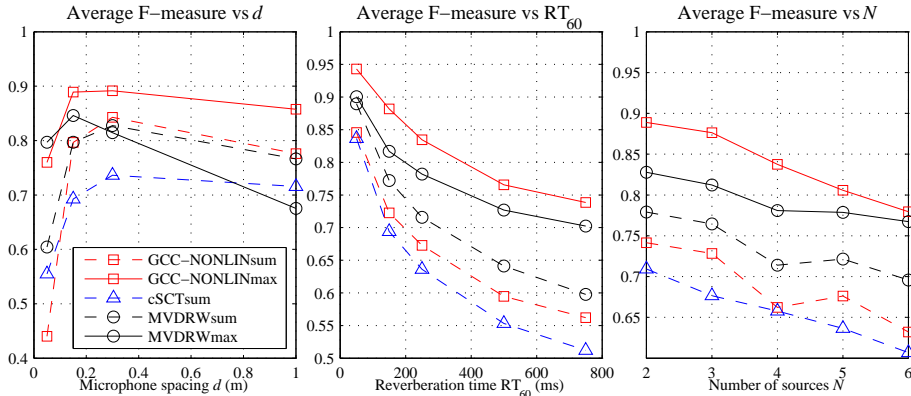 Average F−measure vs d
1
0.9
0.8
0.7
0.6
0.5
0.4
0 0.2 0.4 0.6 0.8 1
Microphone spacing d (m)
GCC−NONLINsum
GCC−NONLINmax
cSCTsum
MVDRWsum
MVDRWmax
Average F−measure vs RT60
1
0.95
0.9
0.85
0.8
0.75
0.7
0.65
0.6
0.55
0.5
0 200 400 600 800
Reverberation time RT60 (ms)
Average F−measure vs N
1
0.95
0.9
0.85
0.8
0.75
0.7
0.65
2 3 4 5 6
Number of sources N